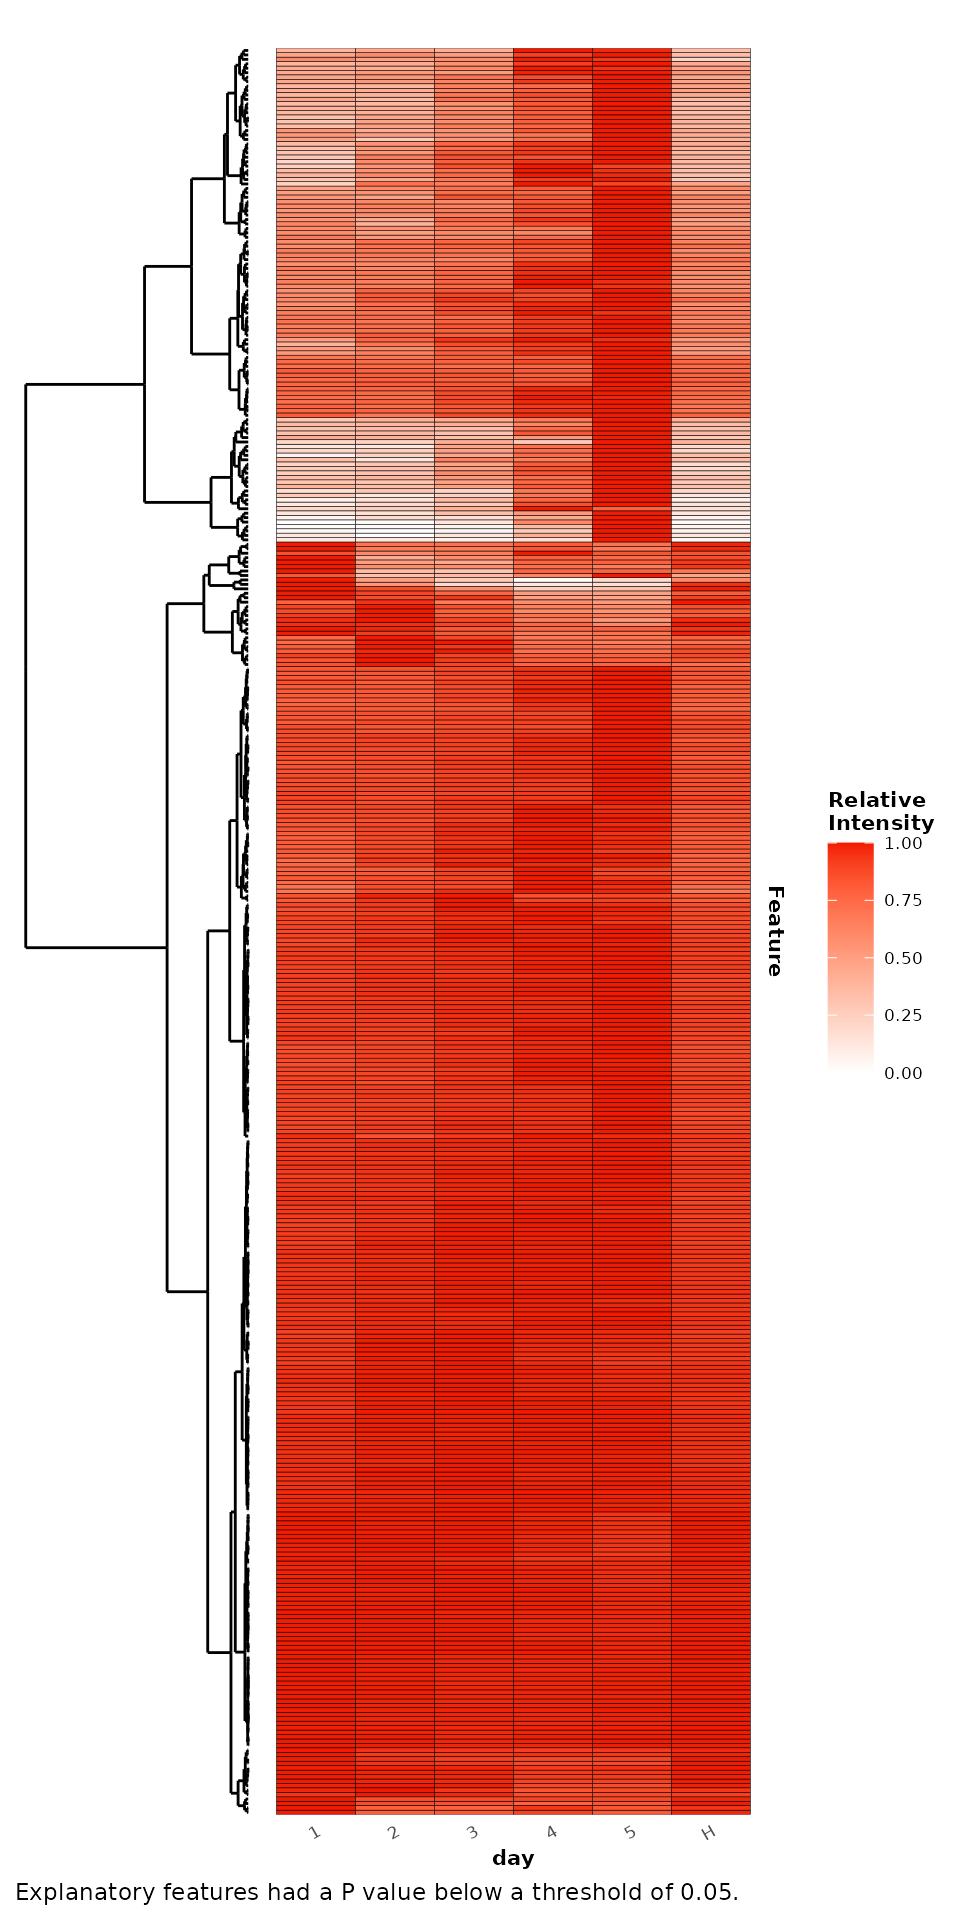 Relative
Intensity
1.00
0.75
0.50
0.25
0.00
Feature
1 2 3 4 5 H
day
Explanatory features had a P value below a threshold of 0.05.